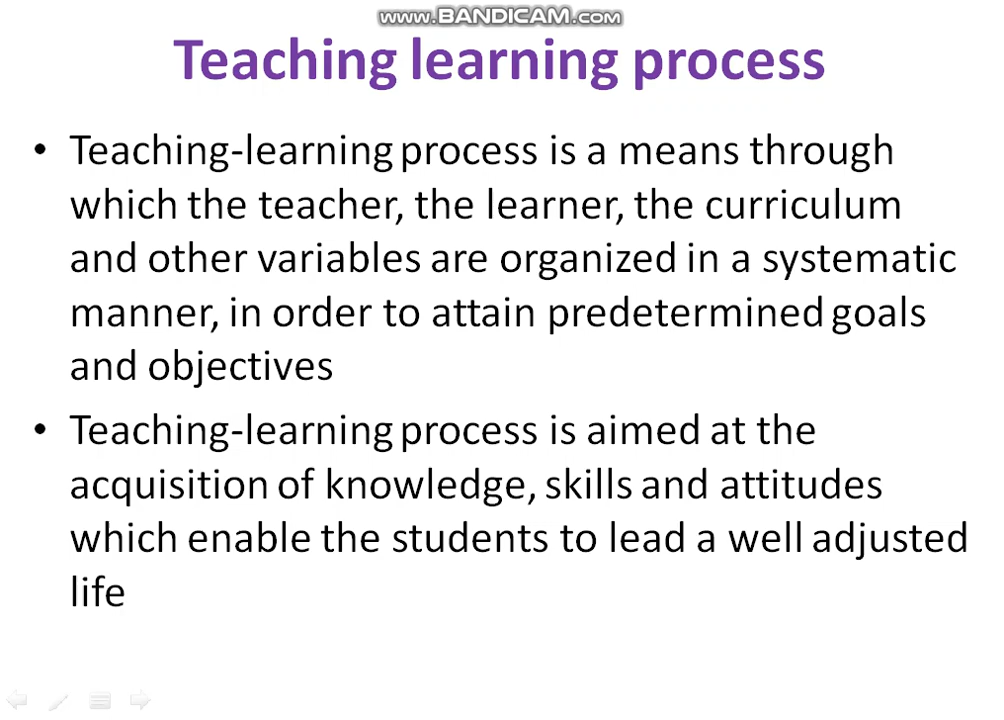 www.BANDICAM.com
Teaching learning process
• Teaching-learning process is a means through
which the teacher, the learner, the curriculum
and other variables are organized in a systematic
manner, in order to attain predetermined goals
and objectives
• Teaching-learning process is aimed at the
acquisition of knowledge, skills and attitudes
which enable the students to lead a well adjusted
life